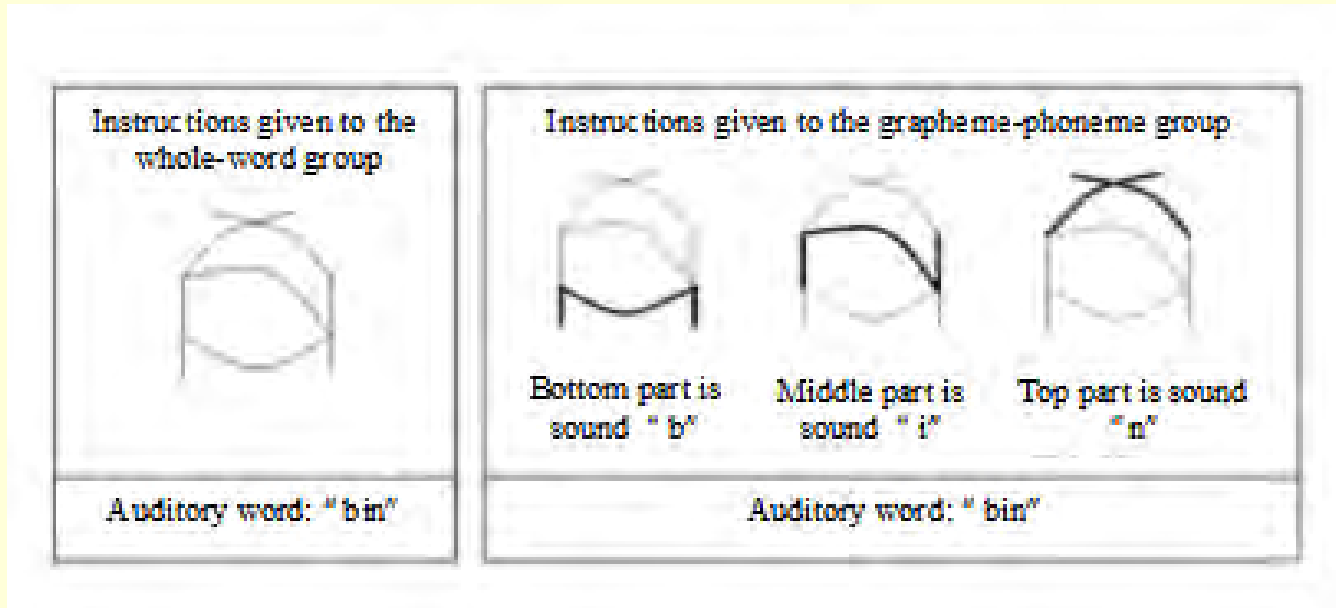 Instructions given to the
whole-word group
Auditory word: "bin"
Instructions given to the grapheme-phoneme group
Bottom part is
sound "b"
Middle part is
sound "i"
Top part is sound
"n"
Auditory word: "bin"